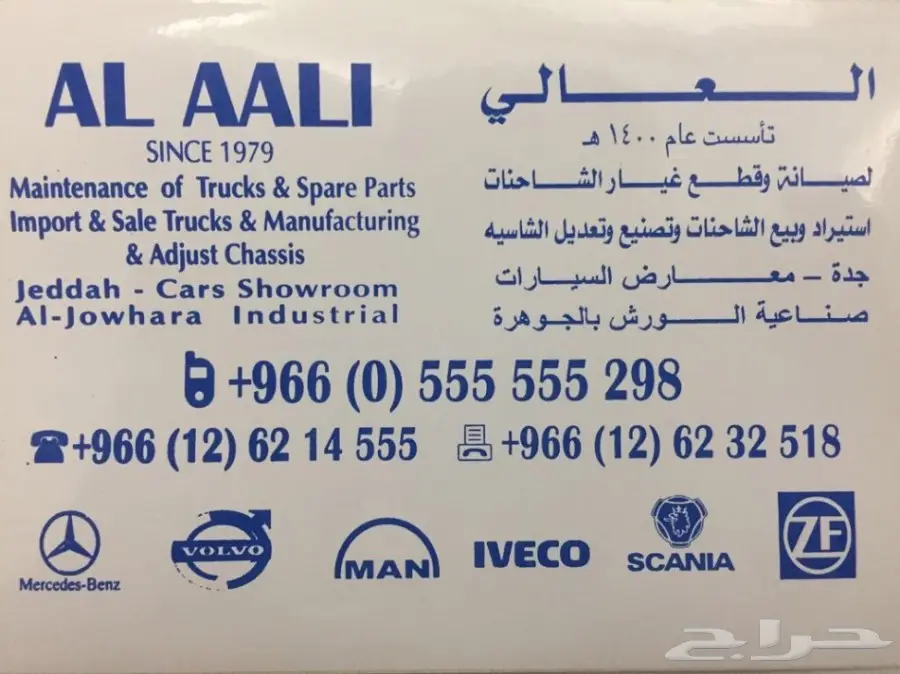 AL AALI
SINCE 1979
Maintenance of Trucks & Spare Parts
Import & Sale Trucks & Manufacturing
& Adjust Chassis
Jeddah - Cars Showroom
Al-Jowhara Industrial
العالي
تأسست عام ١٤٠٠ هـ
لصيانة وقطع غيار الشاحنات
استيراد وبيع الشاحنات وتصنيع وتعديل الشاسيه
جدة - معارض السيارات
صناعية الورش بالجوهرة
+966 (0) 555 555 298
+966 (12) 62 14 555
+966 (12) 62 32 518
Mercedes-Benz
VOLVO
MAN
IVECO
SCANIA
ZF
حراج